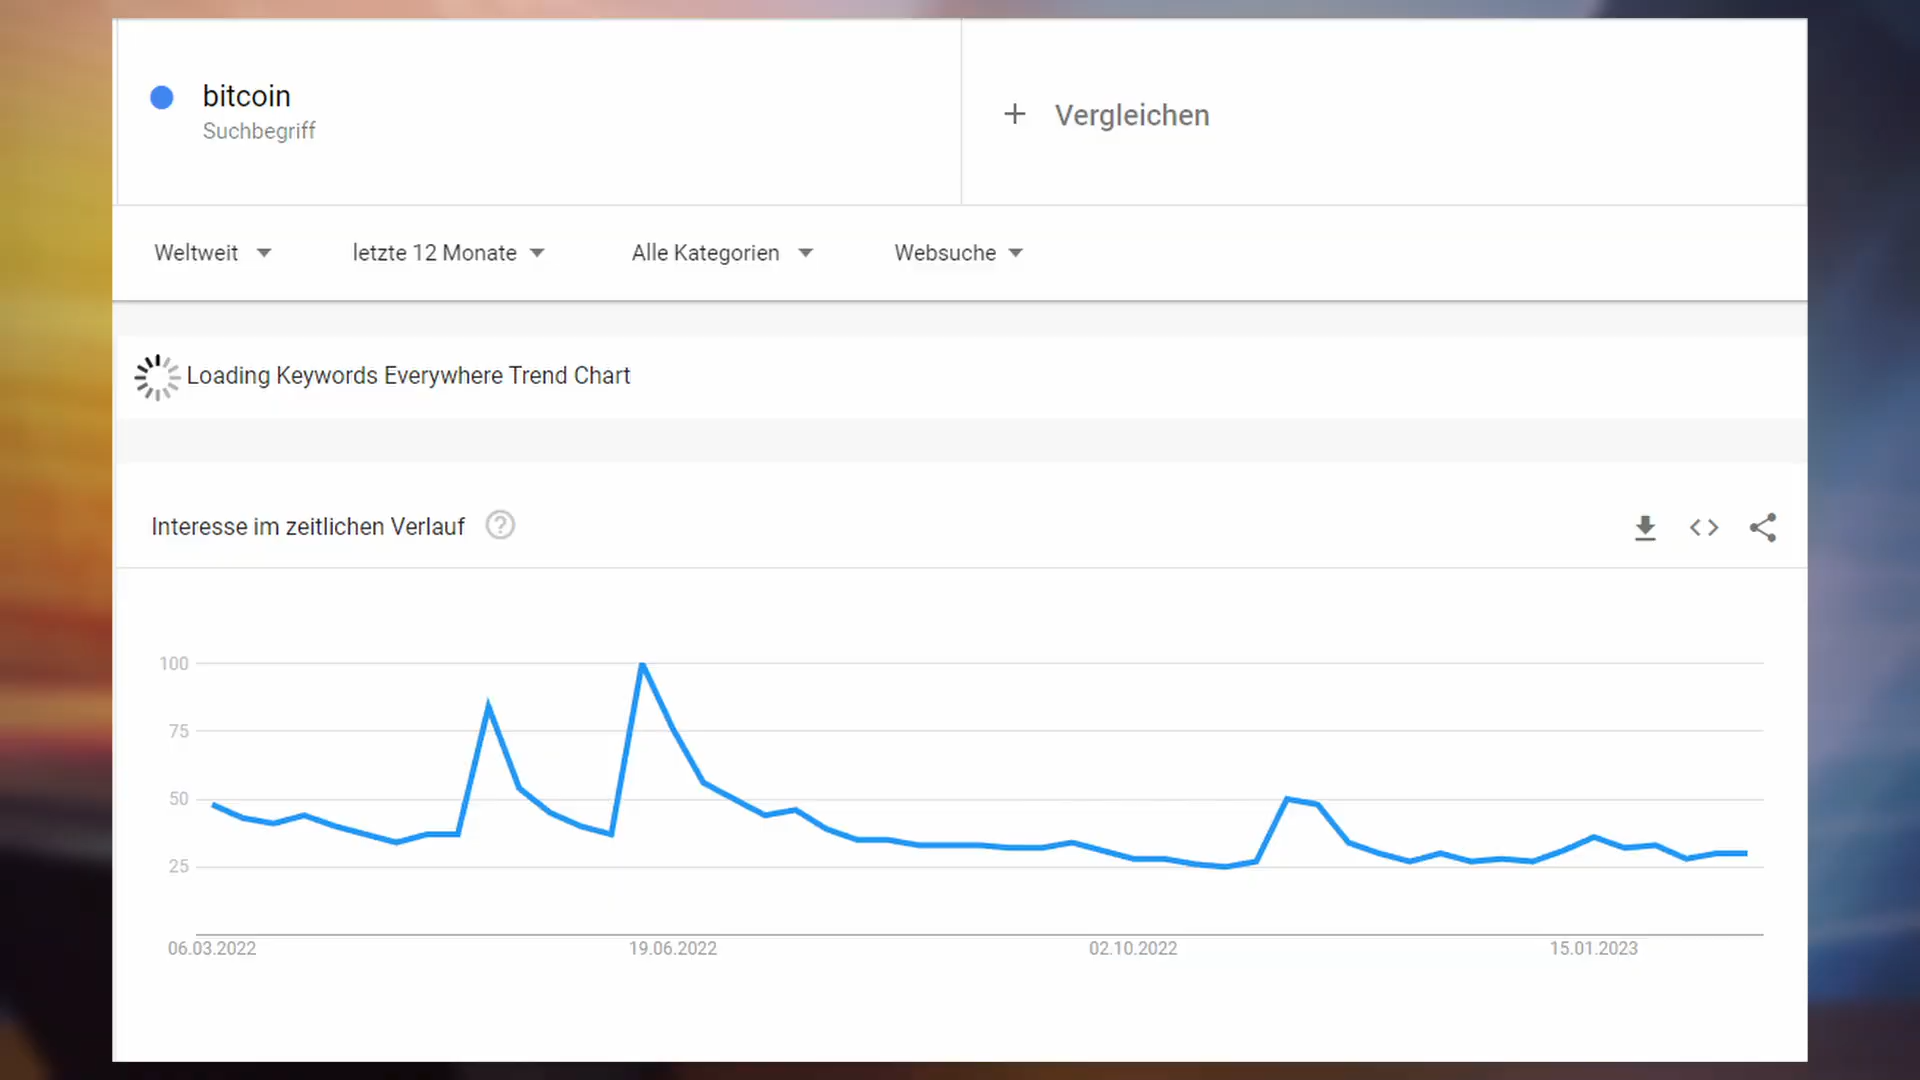 bitcoin
Suchbegriff
+ Vergleichen
Weltweit
letzte 12 Monate
Alle Kategorien
Websuche
Loading Keywords Everywhere Trend Chart
Interesse im zeitlichen Verlauf ?
100
75
50
25
06.03.2022
19.06.2022
02.10.2022
15.01.2023